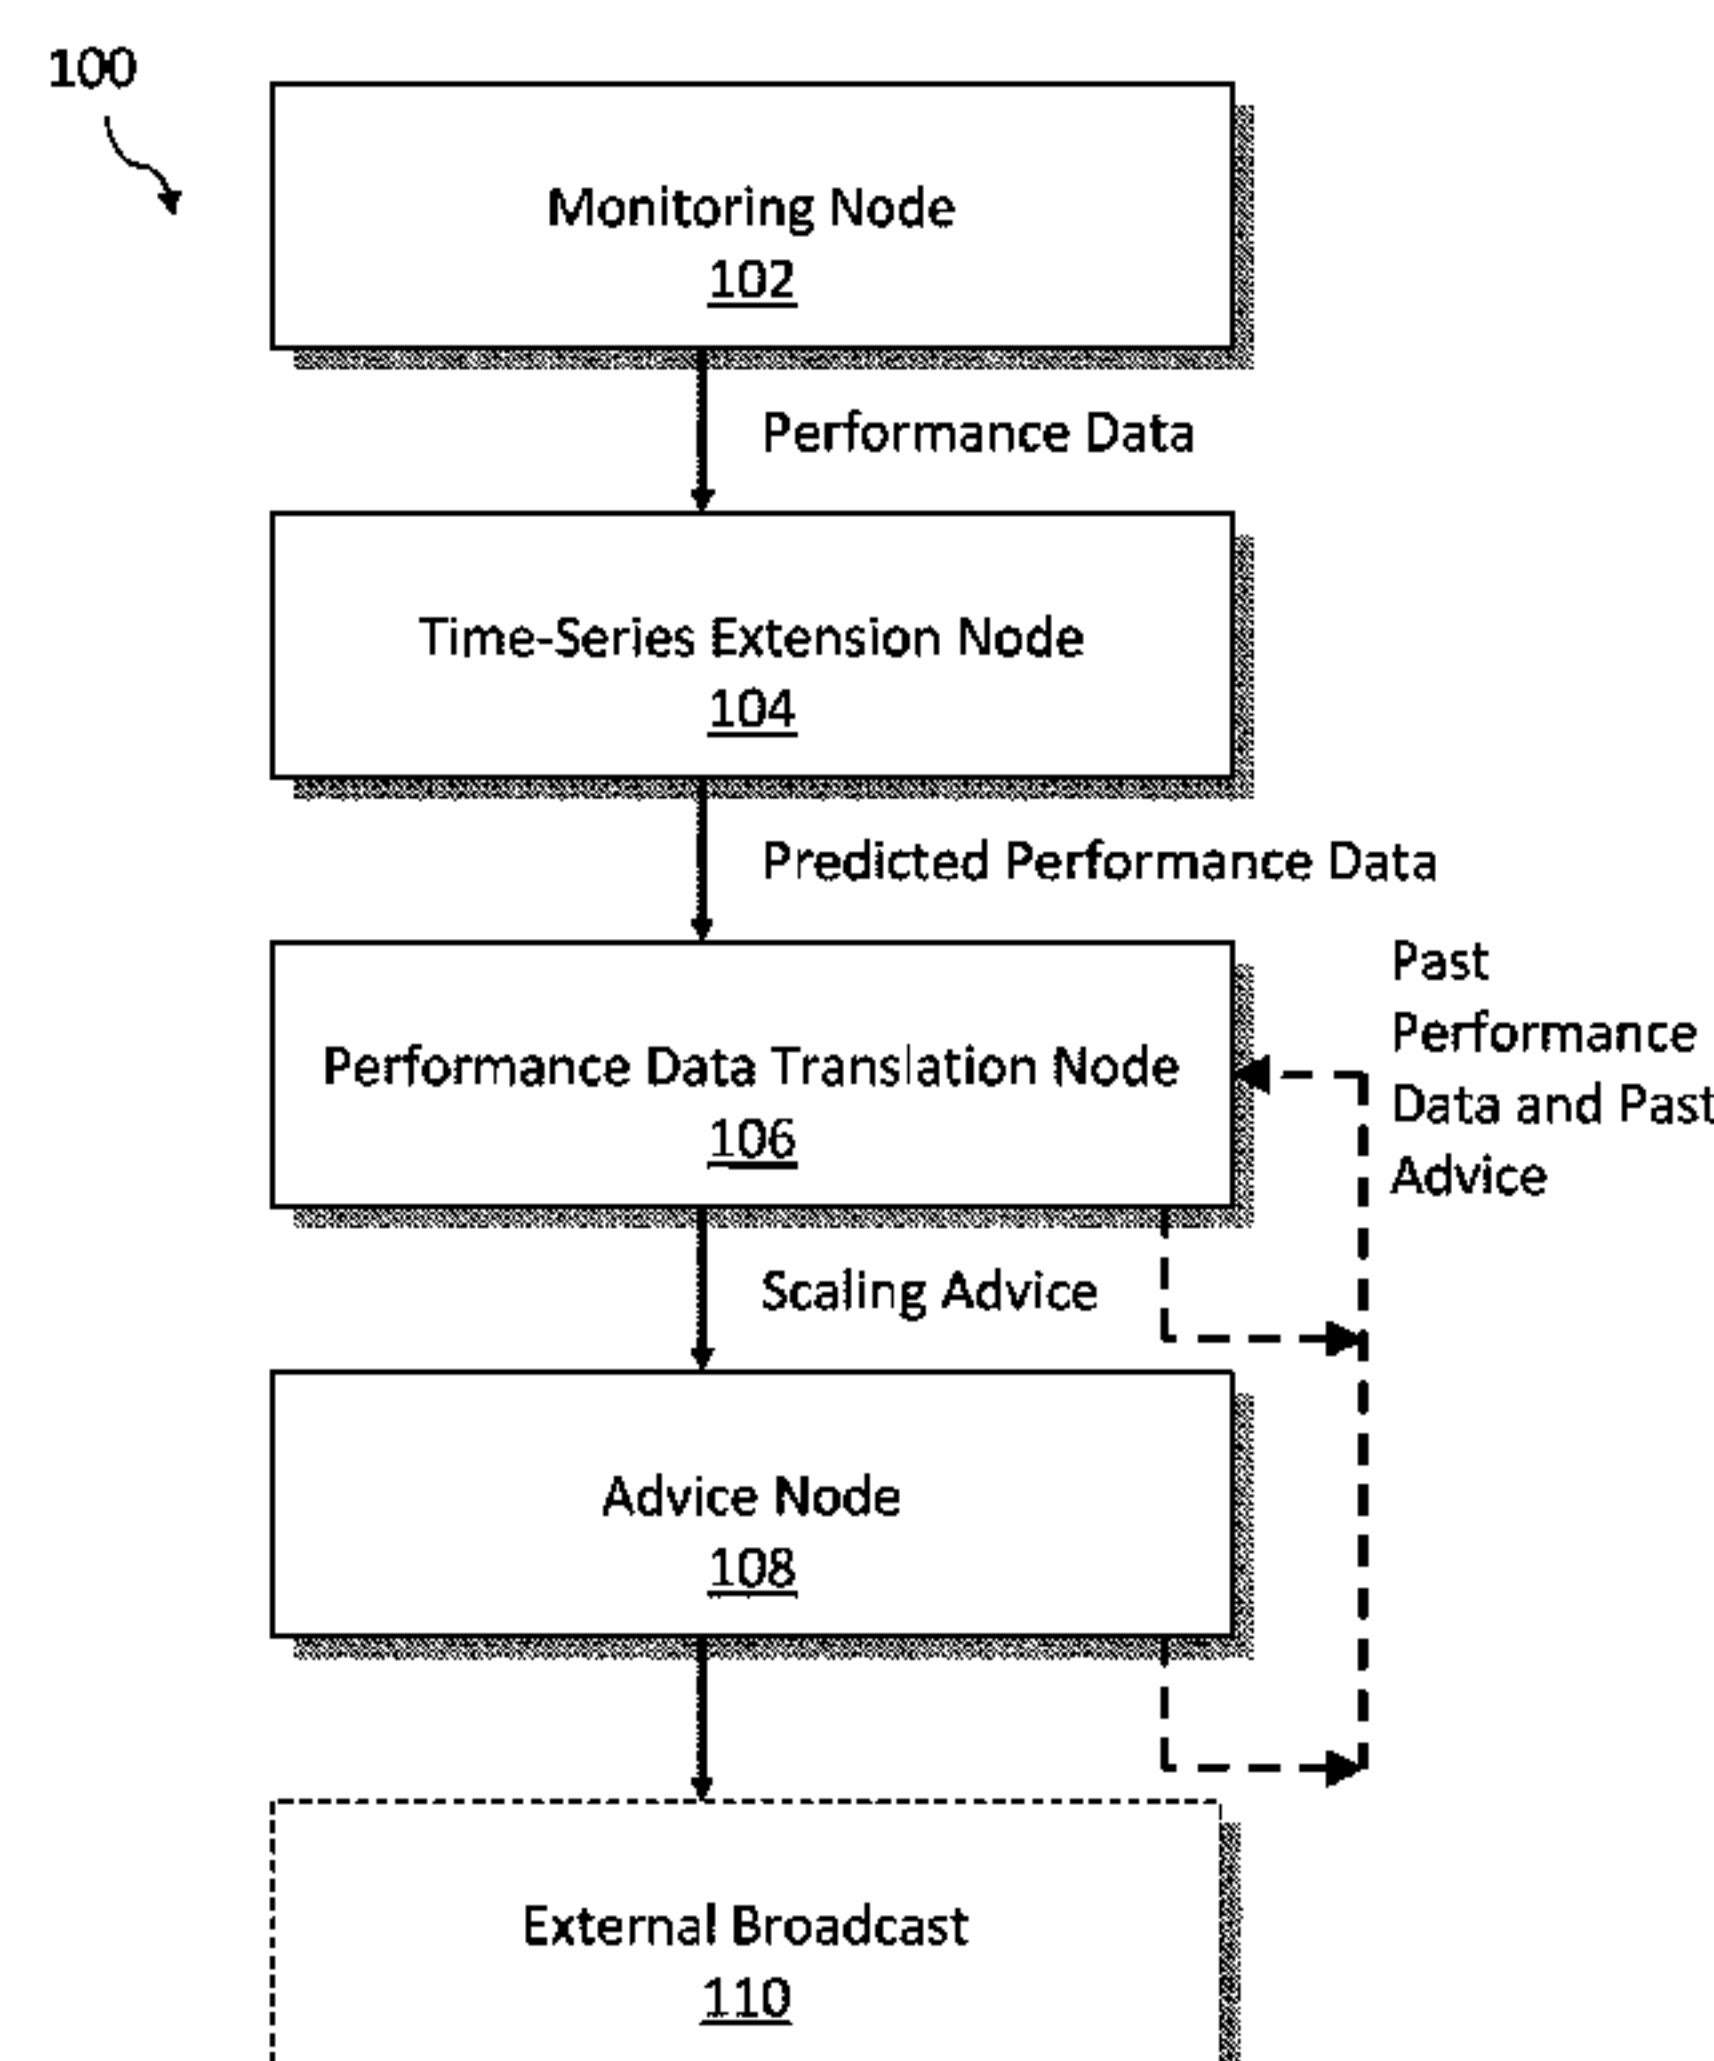 100
Monitoring Node
102
Performance Data
Time-Series Extension Node
104
Predicted Performance Data
Performance Data Translation Node
106
Past
Performance
Data and Past
Advice
Scaling Advice
Advice Node
108
External Broadcast
110